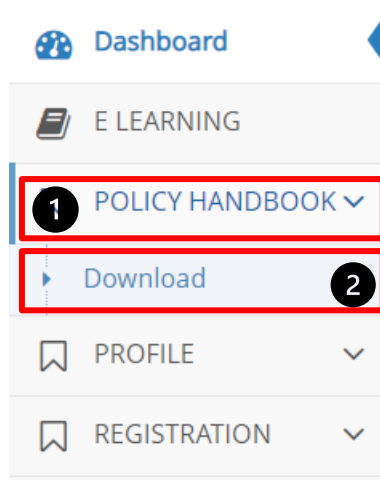 Dashboard
E LEARNING
1 POLICY HANDBOOK
Download 2
PROFILE
REGISTRATION